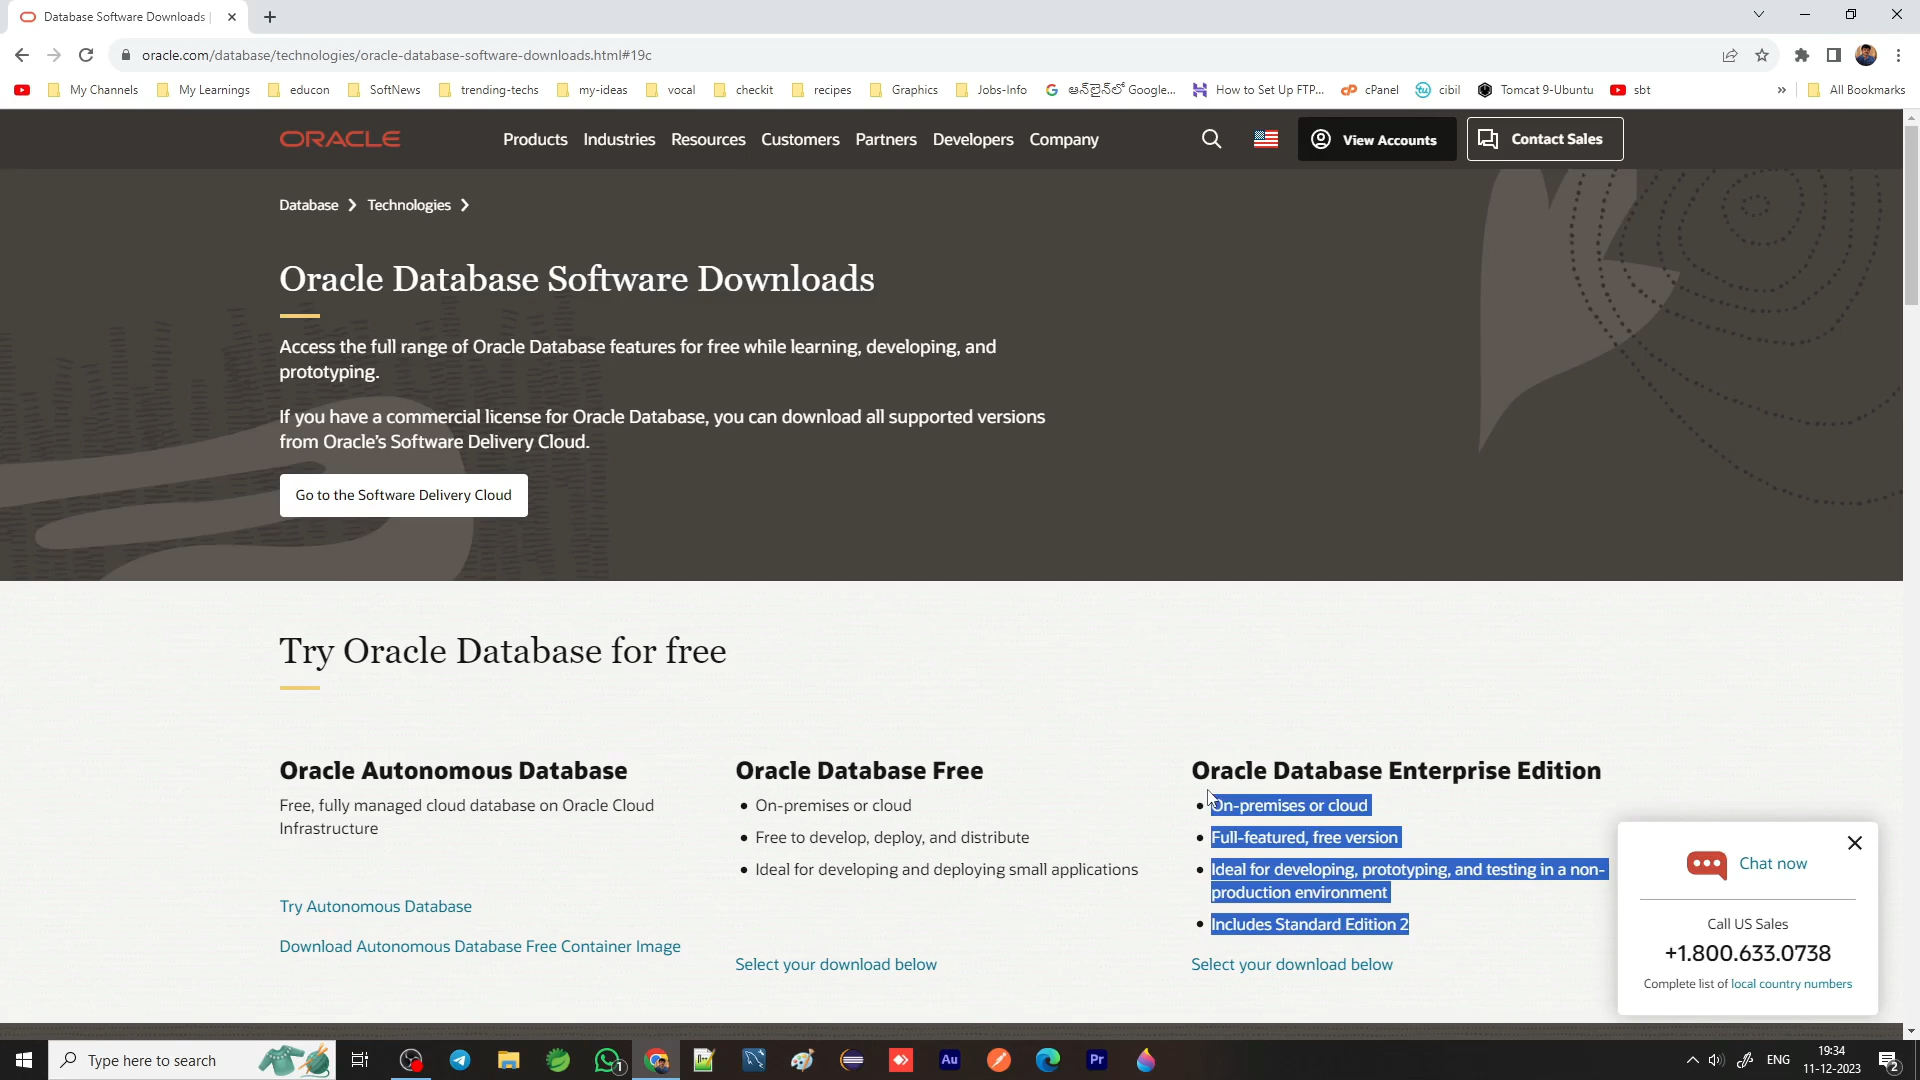 Database Software Downloads |
oracle.com/database/technologies/oracle-database-software-downloads.html#19c
My Channels
My Learnings
educon
SoftNews
trending-techs
my-ideas
vocal
checkit
recipes
Graphics
Jobs-Info
ఆన్‌లైన్‌లో Google...
How to Set Up FTP...
cPanel
cibil
Tomcat 9-Ubuntu
sbt
»
All Bookmarks
ORACLE
Products
Industries
Resources
Customers
Partners
Developers
Company
View Accounts
Contact Sales
Database
Technologies
Oracle Database Software Downloads
Access the full range of Oracle Database features for free while learning, developing, and
prototyping.
If you have a commercial license for Oracle Database, you can download all supported versions
from Oracle’s Software Delivery Cloud.
Go to the Software Delivery Cloud
Try Oracle Database for free
Oracle Autonomous Database
Free, fully managed cloud database on Oracle Cloud
Infrastructure
Try Autonomous Database
Download Autonomous Database Free Container Image
Oracle Database Free
• On-premises or cloud
• Free to develop, deploy, and distribute
• Ideal for developing and deploying small applications
Select your download below
Oracle Database Enterprise Edition
• On-premises or cloud
• Full-featured, free version
• Ideal for developing, prototyping, and testing in a non-
production environment
• Includes Standard Edition 2
Select your download below
Chat now
Call US Sales
+1.800.633.0738
Complete list of local country numbers
Type here to search
1
Au
Pr
ENG
19:34
11-12-2023
2